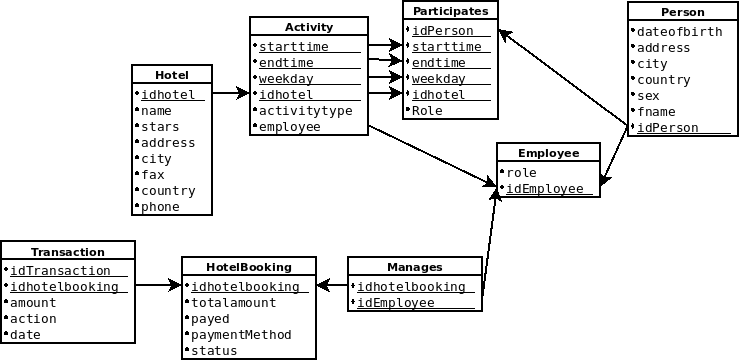 Hotel
idhotel
name
stars
address
city
fax
country
phone
Activity
starttime
endtime
weekday
idhotel
activitytype
employee
Participates
idPerson
starttime
endtime
weekday
idhotel
Role
Person
dateofbirth
address
city
country
sex
fname
idPerson
Employee
role
idEmployee
Transaction
idTransaction
idhotelbooking
amount
action
date
HotelBooking
idhotelbooking
totalamount
payed
paymentMethod
status
Manages
idhotelbooking
idEmployee